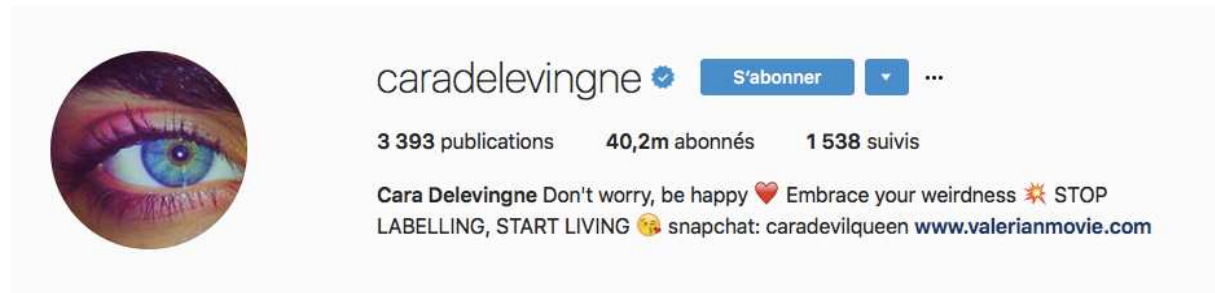 caradelevingne S'abonner ...
3 393 publications 40,2m abonnés 1 538 suivis
Cara Delevingne Don't worry, be happy ❤️ Embrace your weirdness 💥 STOP
LABELLING, START LIVING 😘 snapchat: caradevilqueen www.valerianmovie.com